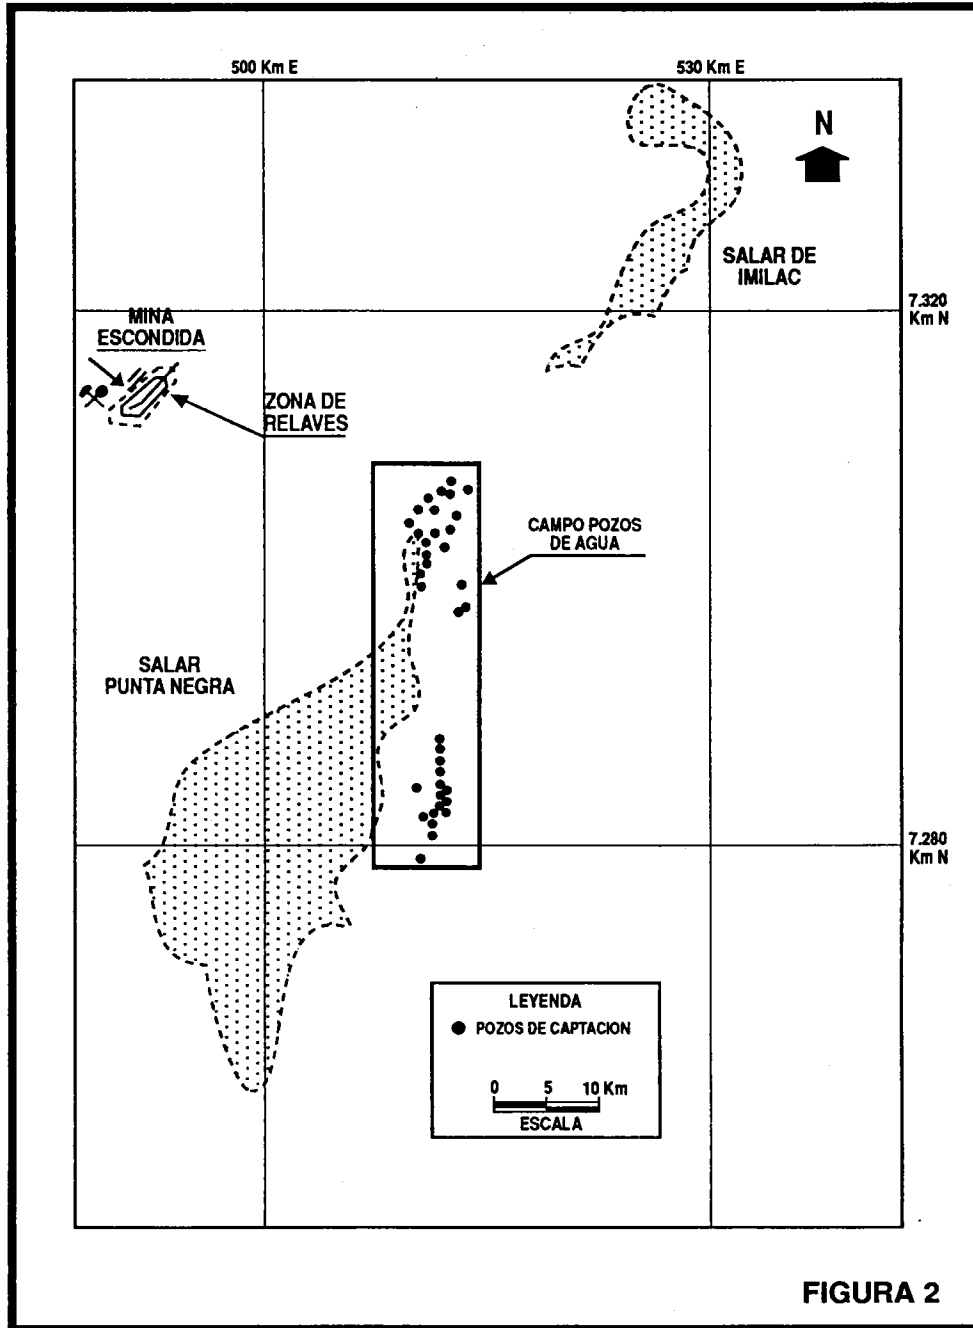 500 Km E
530 Km E
N
SALAR DE
IMILAC
7.320
Km N
MINA
ESCONDIDA
ZONA DE
RELAVES
CAMPO POZOS
DE AGUA
SALAR
PUNTA NEGRA
7.280
Km N
LEYENDA
POZOS DE CAPTACION
0 5 10 Km
ESCALA
FIGURA 2